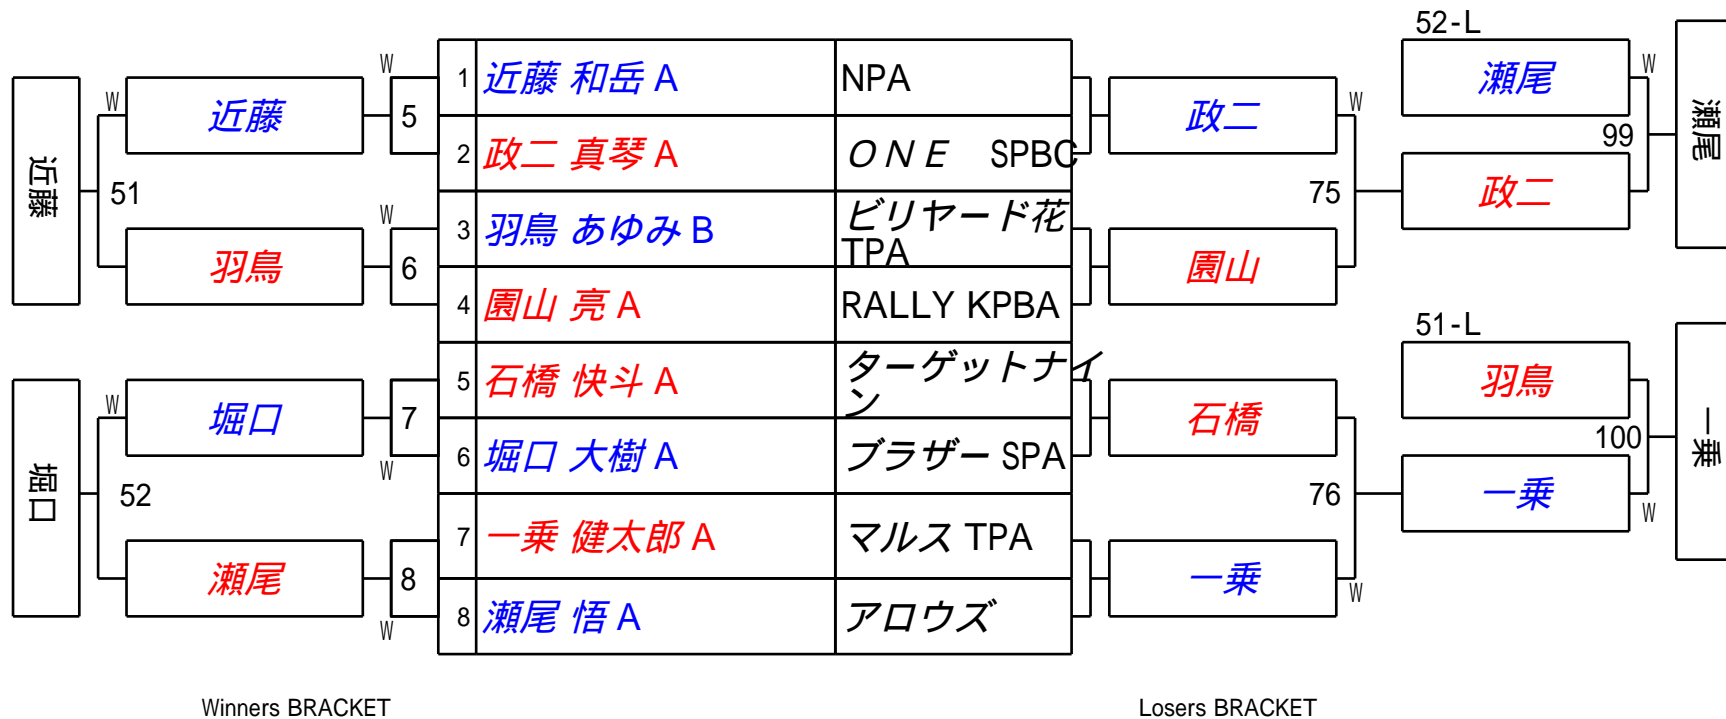 52-L
W
1 近藤 和岳 A NPA
瀬尾
W
W
近藤
5
政二
W
瀬尾
2 政二 真琴 A ＯＮＥ　SPBC
99
近藤
51
75
政二
W
3 羽鳥 あゆみ B ビリヤード花
TPA
羽鳥
6
園山
4 園山 亮 A RALLY KPBA
51-L
5 石橋 快斗 A ターゲットナイ
ン
羽鳥
W
堀口
7
石橋
100
一乗
6 堀口 大樹 A ブラザー SPA
W
堀口
52
76
一乗
W
7 一乗 健太郎 A マルス TPA
瀬尾
8
一乗
W
8 瀬尾 悟 A アロウズ
W
Winners BRACKET
Losers BRACKET